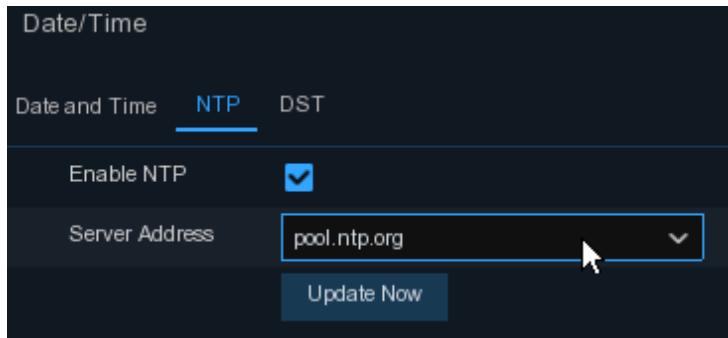 Date/Time
Date and Time NTP DST
Enable NTP
Server Address pool.ntp.org
Update Now